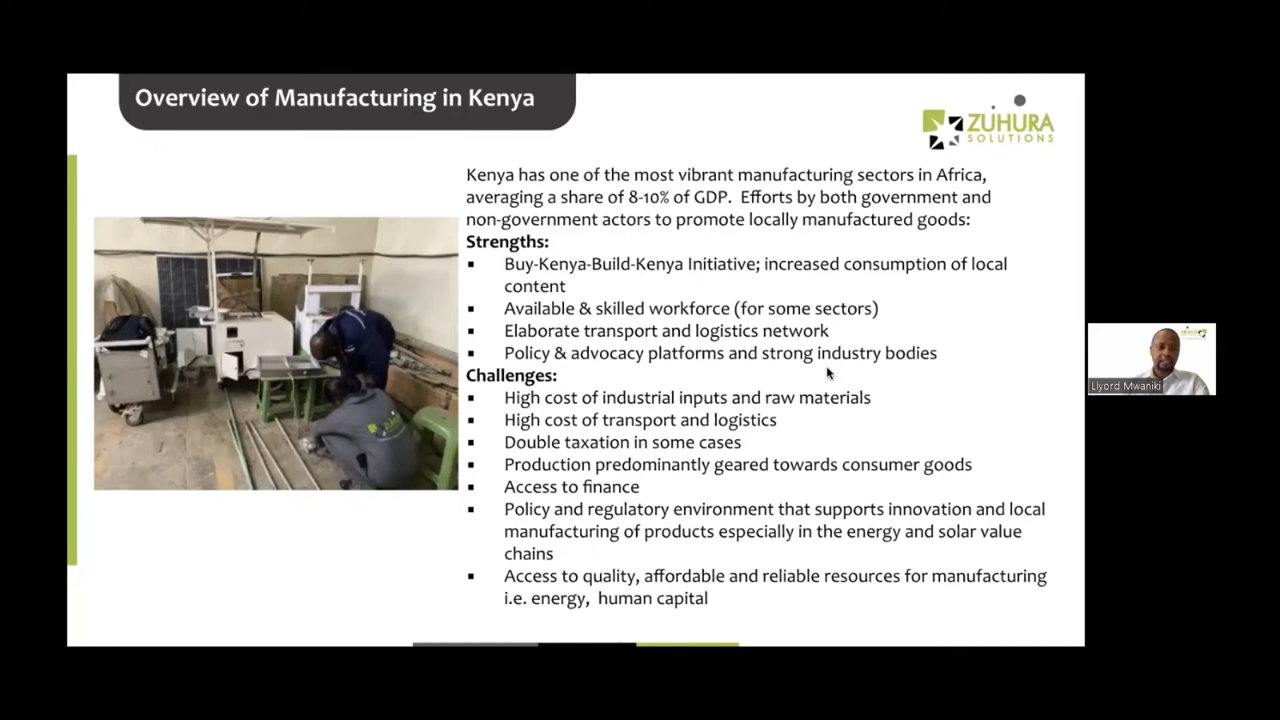 Overview of Manufacturing in Kenya
ZUHURA
SOLUTIONS
Kenya has one of the most vibrant manufacturing sectors in Africa,
averaging a share of 8-10% of GDP. Efforts by both government and
non-government actors to promote locally manufactured goods:
Strengths:
▪ Buy-Kenya-Build-Kenya Initiative; increased consumption of local
content
▪ Available & skilled workforce (for some sectors)
▪ Elaborate transport and logistics network
▪ Policy & advocacy platforms and strong industry bodies
Challenges:
▪ High cost of industrial inputs and raw materials
▪ High cost of transport and logistics
▪ Double taxation in some cases
▪ Production predominantly geared towards consumer goods
▪ Access to finance
▪ Policy and regulatory environment that supports innovation and local
manufacturing of products especially in the energy and solar value
chains
▪ Access to quality, affordable and reliable resources for manufacturing
i.e. energy, human capital
Llyord Mwaniki